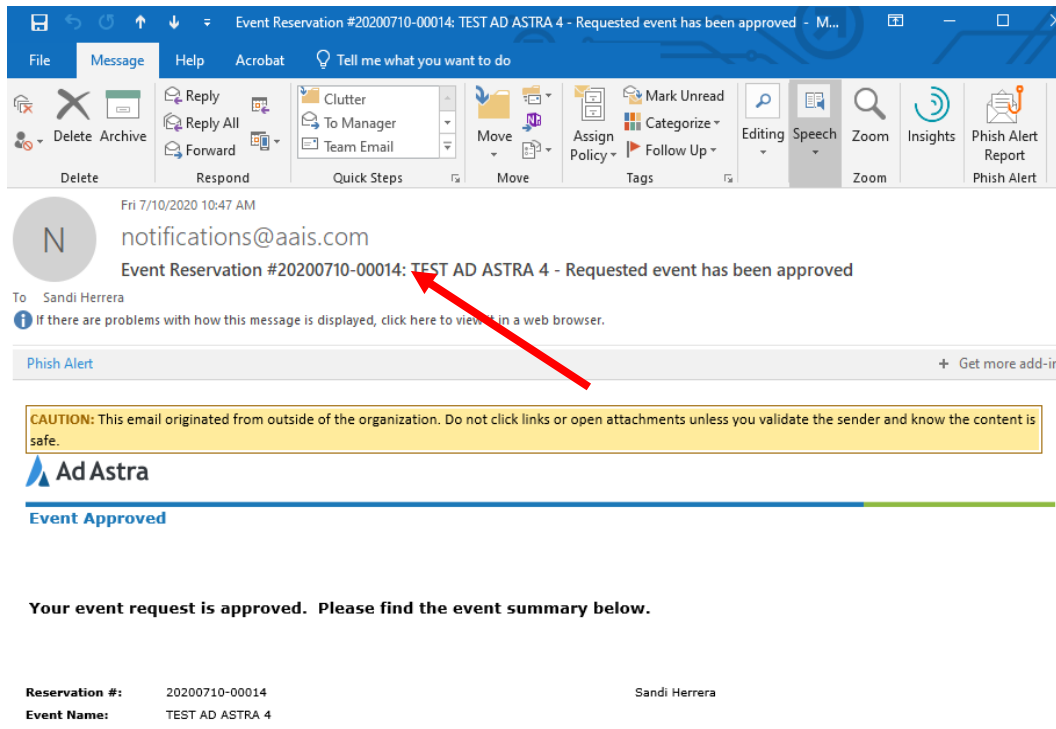 Event Reservation #20200710-00014: TEST AD ASTRA 4 - Requested event has been approved - M...
File Message Help Acrobat Tell me what you want to do
Delete Archive
Reply
Reply All
Forward
Clutter
To Manager
Team Email
Move
Assign Policy
Mark Unread
Categorize
Follow Up
Editing
Speech
Zoom
Insights
Phish Alert Report
Delete Respond Quick Steps Move Tags Zoom Phish Alert
Fri 7/10/2020 10:47 AM
N
notifications@aais.com
Event Reservation #20200710-00014: TEST AD ASTRA 4 - Requested event has been approved
To Sandi Herrera
If there are problems with how this message is displayed, click here to view it in a web browser.
Phish Alert + Get more add-in
CAUTION: This email originated from outside of the organization. Do not click links or open attachments unless you validate the sender and know the content is
safe.
Ad Astra
Event Approved
Your event request is approved. Please find the event summary below.
Reservation #: 20200710-00014 Sandi Herrera
Event Name: TEST AD ASTRA 4